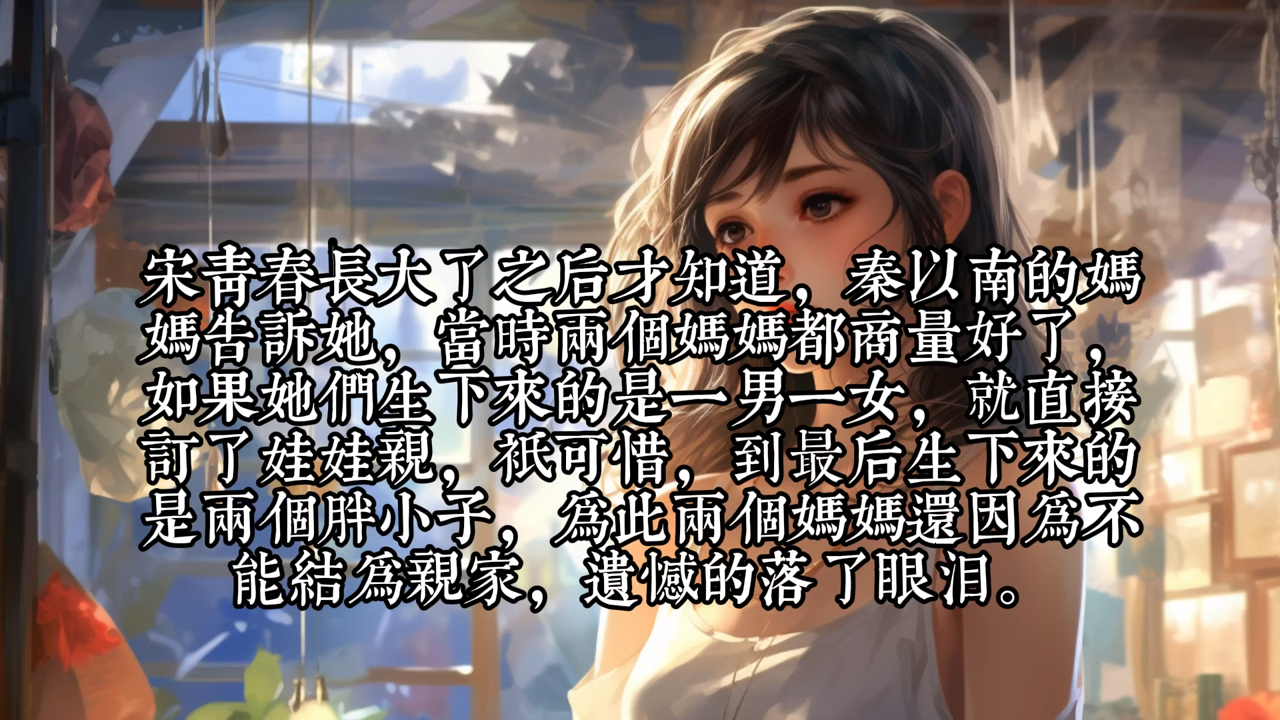 宋青春長大了之后才知道，秦以南的媽
媽告訴她，當時兩個媽媽都商量好了，
如果她們生下來的是一男一女，就直接
訂了娃娃親，祇可惜，到最后生下來的
是兩個胖小子，爲此兩個媽媽還因爲不
能結爲親家，遺憾的落了眼泪。